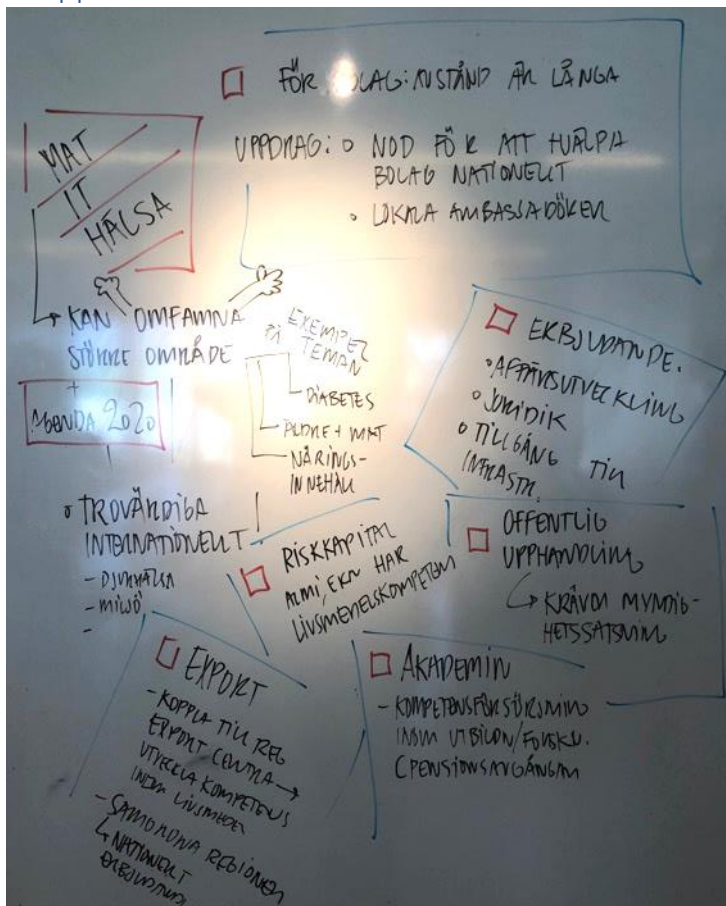 FÖR BOLAG: AVSTÅND ÄR LÅNGA
UPPDRAG: NOD FÖR ATT HJÄLPA
BOLAG NATIONELLT
LOKALA AMBASSADÖRER
MAT
IT
HÄLSA
KAN OMFAMNA
STÖRRE OMRÅDE
+
AGENDA 2020
EXEMPEL
TEMAN
DIABETES
ÄLDRE + MAT
NÄRINGS-
INNEHÅLL
TROVÄRDIGA
INTERNATIONELLT
- DJURHÄLSA
- MILJÖ
-
ERBJUDANDE.
AFFÄRSUTVECKLING
JURIDIK
TILLGÅNG TILL
INFRASTR.
RISKKAPITAL
ALMI, EKN HAR
LIVSMEDELSKOMPETENS
OFFENTLIG
UPPHANDLING
KRÄVER MYNDIG-
HETSSATSNING
EXPORT
- KOPPLA TILL REG
EXPORT CENTRA →
UTVECKLA KOMPETENS
INOM LIVSMEDEL
- SAMORDNA REGIONER
NATIONELLT
ERBJUDANDE
AKADEMIN
- KOMPETENSFÖRSÖRJNING
INOM UTBILDN/FORSKN.
(PENSIONSAVGÅNGAR